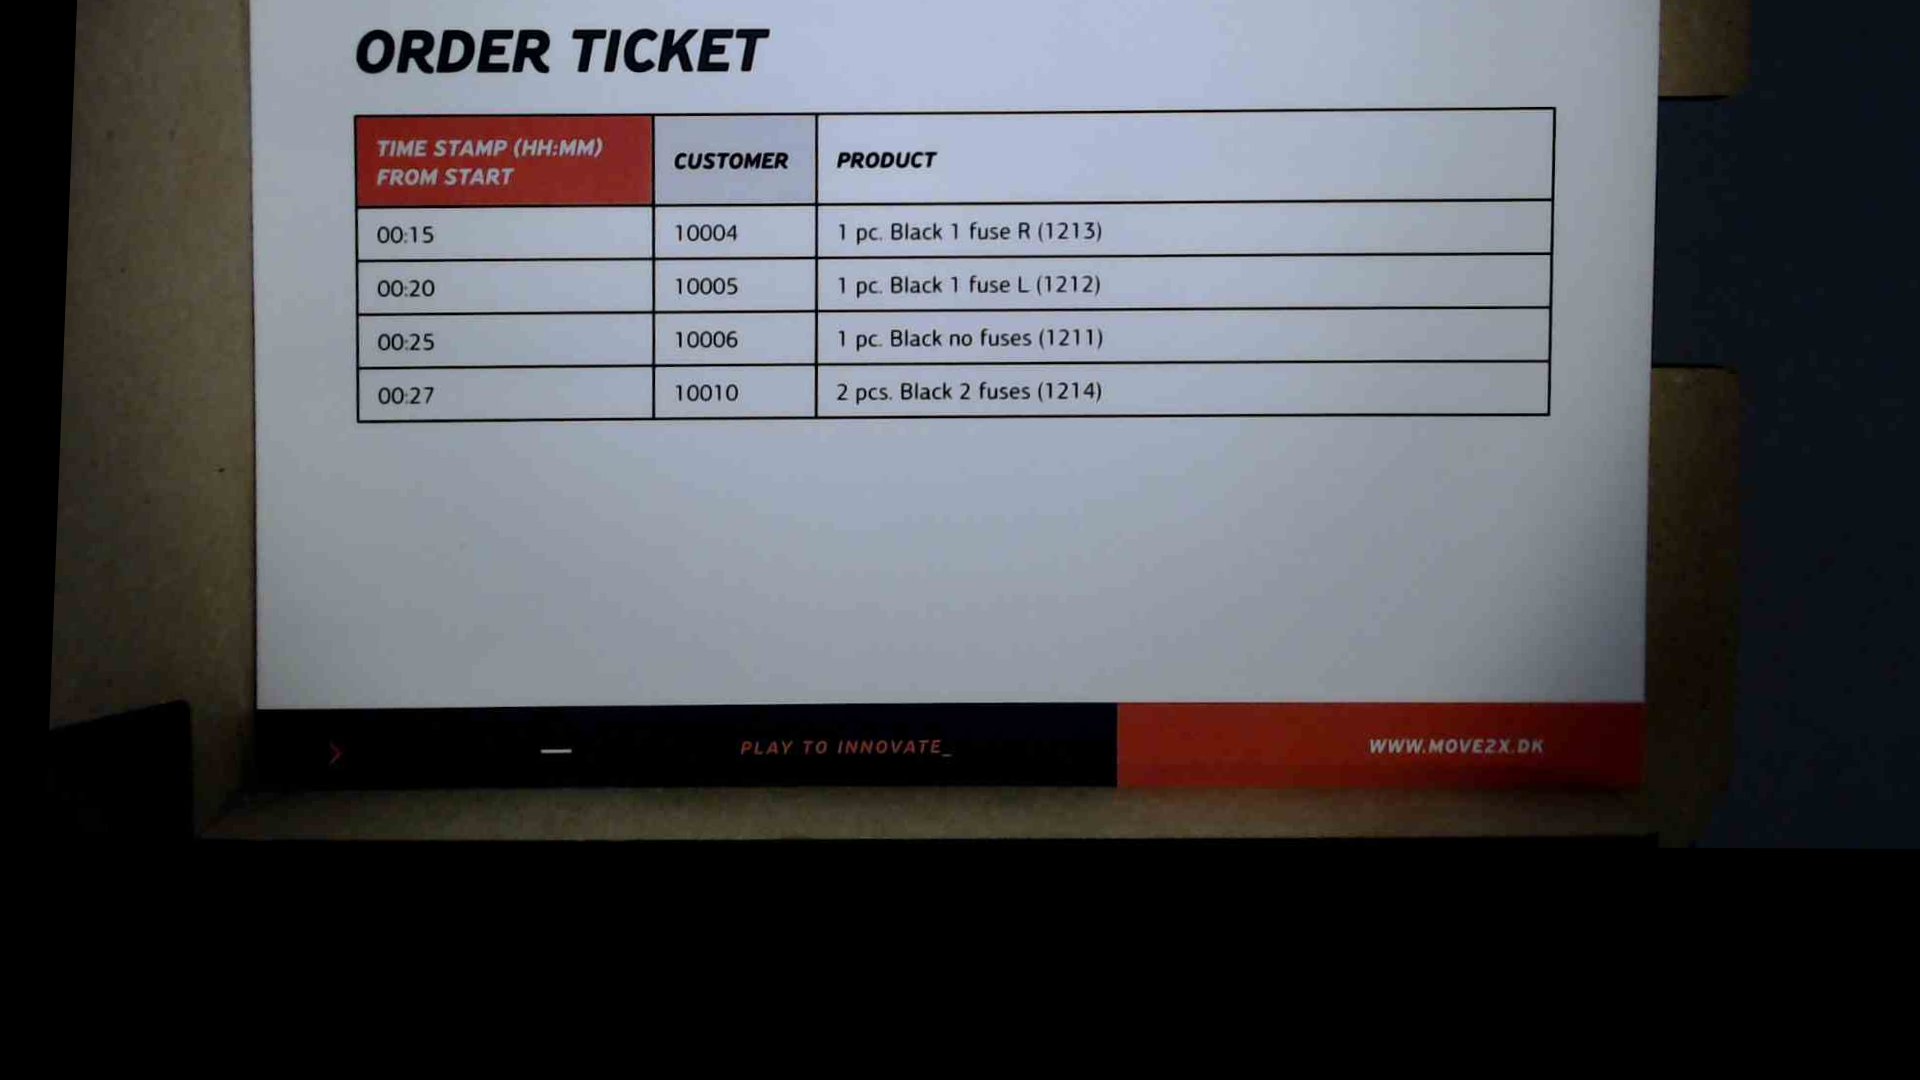 ORDER TICKET
TIME STAMP (HH:MM)
FROM START
CUSTOMER
PRODUCT
00:15 10004 1 pc. Black 1 fuse R (1213)
00:20 10005 1 pc. Black 1 fuse L (1212)
00:25 10006 1 pc. Black no fuses (1211)
00:27 10010 2 pcs. Black 2 fuses (1214)
PLAY TO INNOVATE_
WWW.MOVE2X.DK